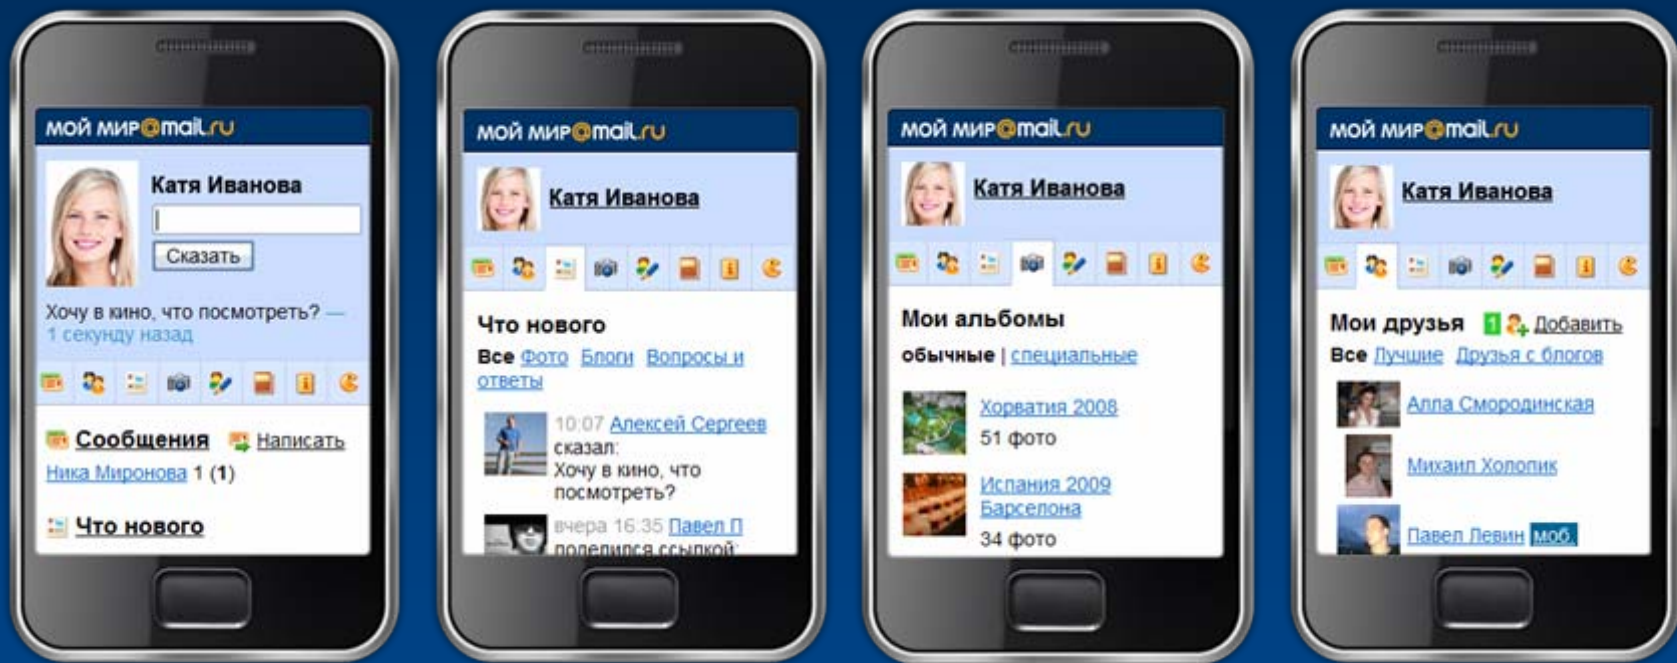 мой мир@mail.ru
Катя Иванова
Сказать
Хочу в кино, что посмотреть? —
1 секунду назад
Сообщения Написать
Ника Миронова 1 (1)
Что нового
мой мир@mail.ru
Катя Иванова
Что нового
Все Фото Блоги Вопросы и
ответы
10:07 Алексей Сергеев
сказал:
Хочу в кино, что
посмотреть?
вчера 16:35 Павел П
поделился ссылкой:
мой мир@mail.ru
Катя Иванова
Мои альбомы
обычные | специальные
Хорватия 2008
51 фото
Испания 2009
Барселона
34 фото
мой мир@mail.ru
Катя Иванова
Мои друзья 1 Добавить
Все Лучшие Друзья с блогов
Алла Смородинская
Михаил Холопик
Павел Левин моб.